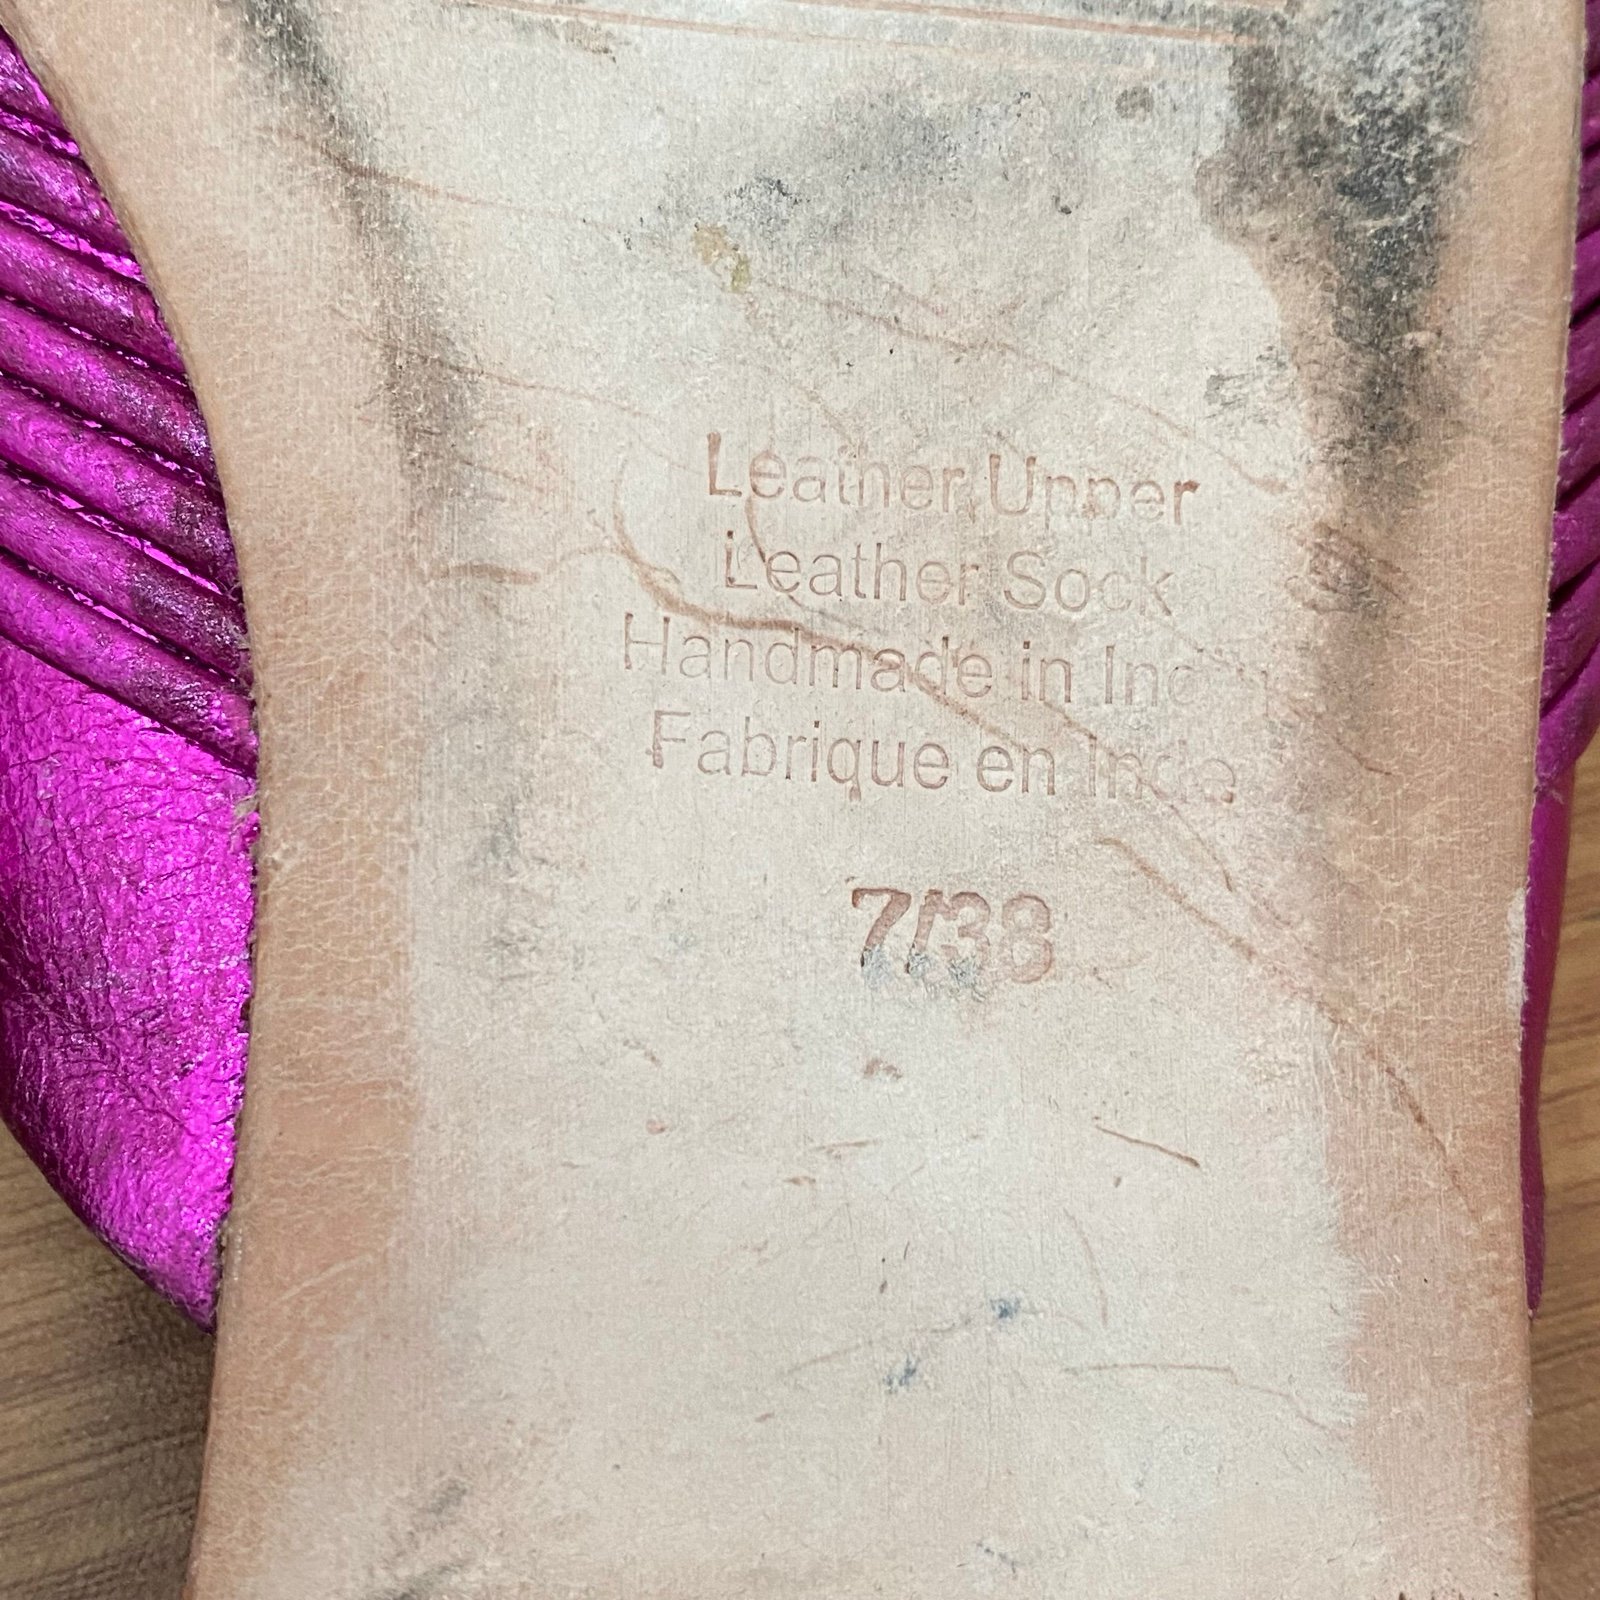 Leather Upper
Leather Sock
Handmade in India
Fabrique en Inde
7/38